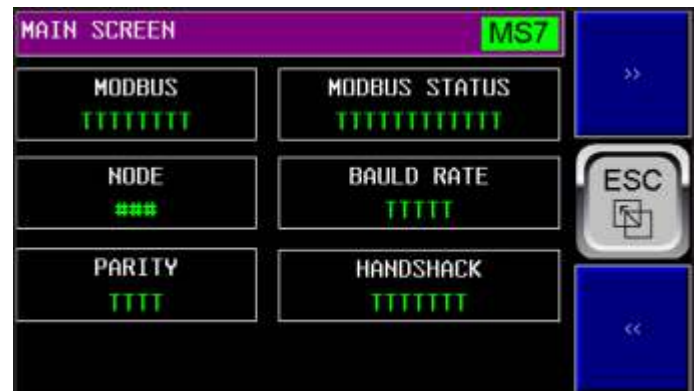 MAIN SCREEN MS7
>>
MODBUS MODBUS STATUS
TTTTTTTT TTTTTTTTTTTT
NODE BAULD RATE
### TTTTT
ESC
PARITY HANDSHACK
TTTT TTTTTTT
<<